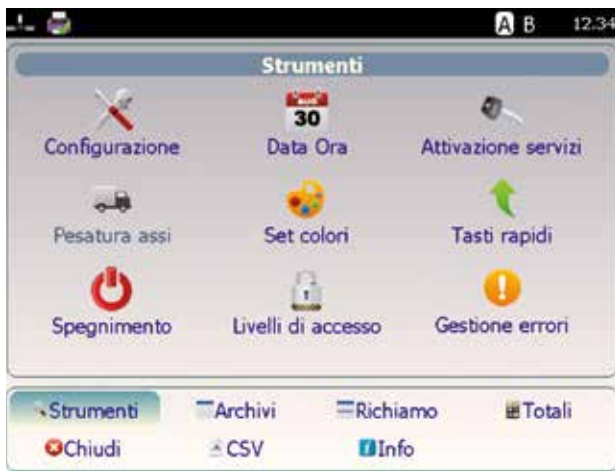 A B 12.34
Strumenti
30
Configurazione Data Ora Attivazione servizi
Pesatura assi Set colori Tasti rapidi
Spegnimento Livelli di accesso Gestione errori
Strumenti Archivi Richiamo Totali
Chiudi CSV Info